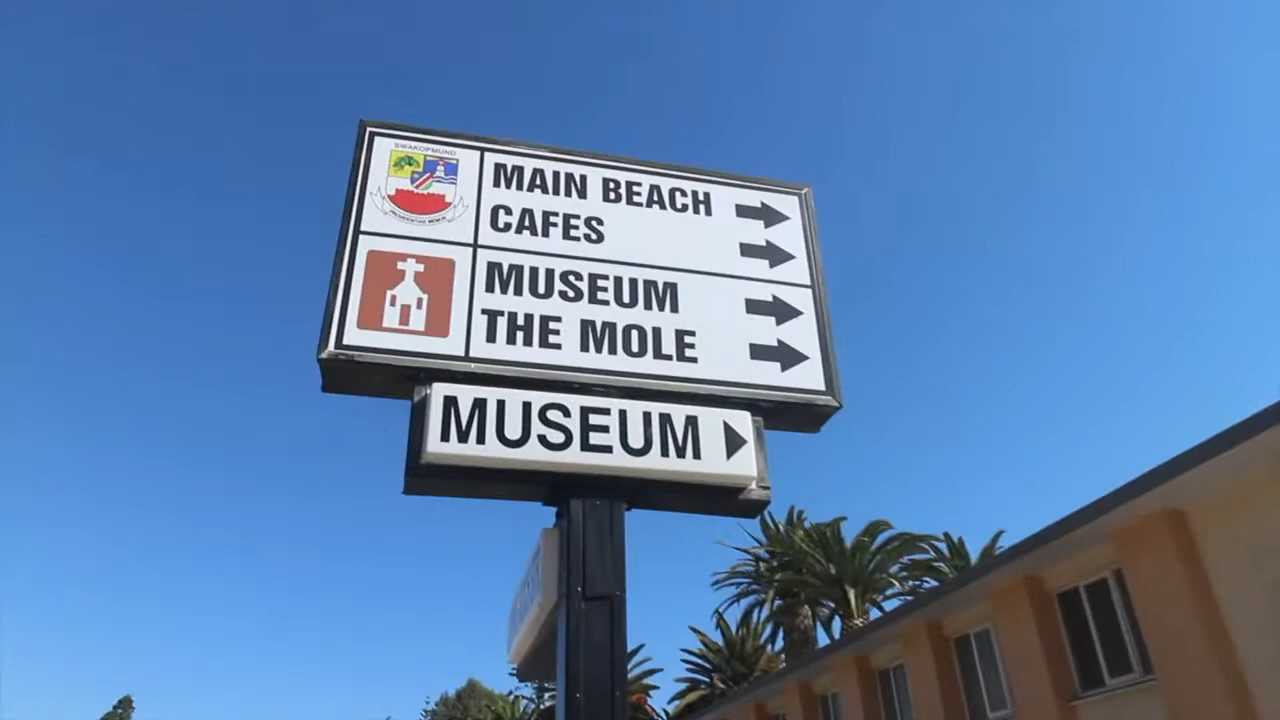 SWAKOPMUND
MAIN BEACH
CAFES
MUSEUM
THE MOLE
MUSEUM